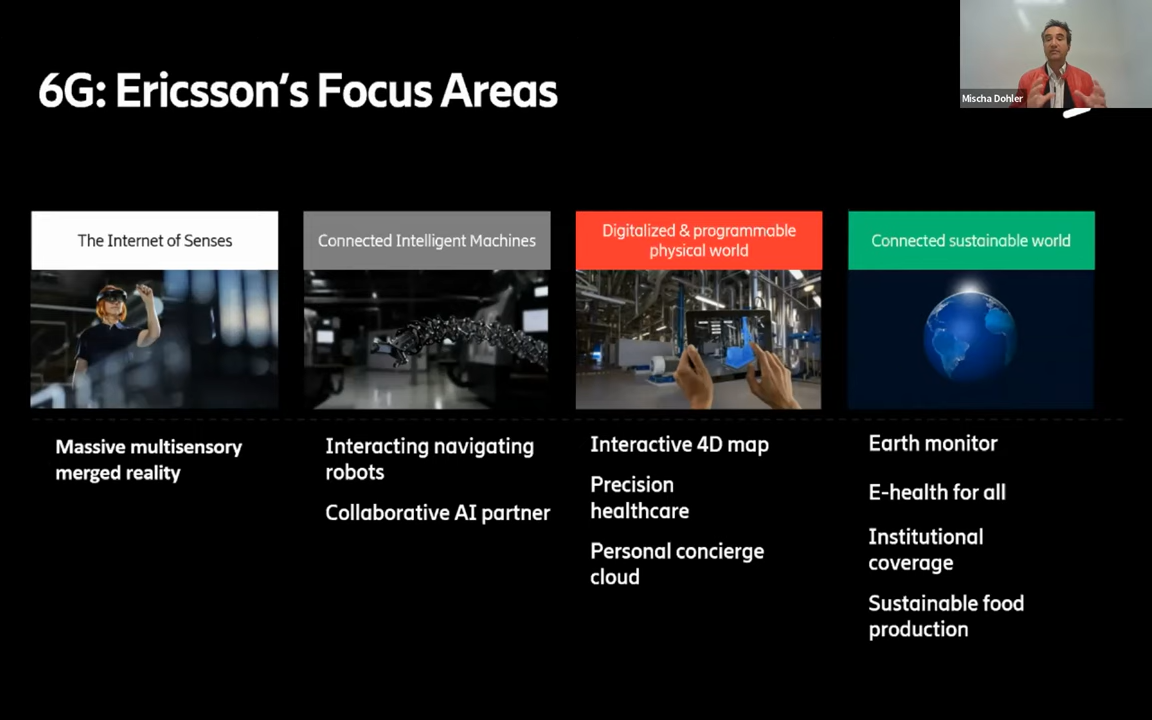 6G: Ericsson's Focus Areas
Mischa Dohler
The Internet of Senses
Massive multisensory
merged reality
Connected Intelligent Machines
Interacting navigating
robots
Collaborative AI partner
Digitalized & programmable
physical world
Interactive 4D map
Precision
healthcare
Personal concierge
cloud
Connected sustainable world
Earth monitor
E-health for all
Institutional
coverage
Sustainable food
production